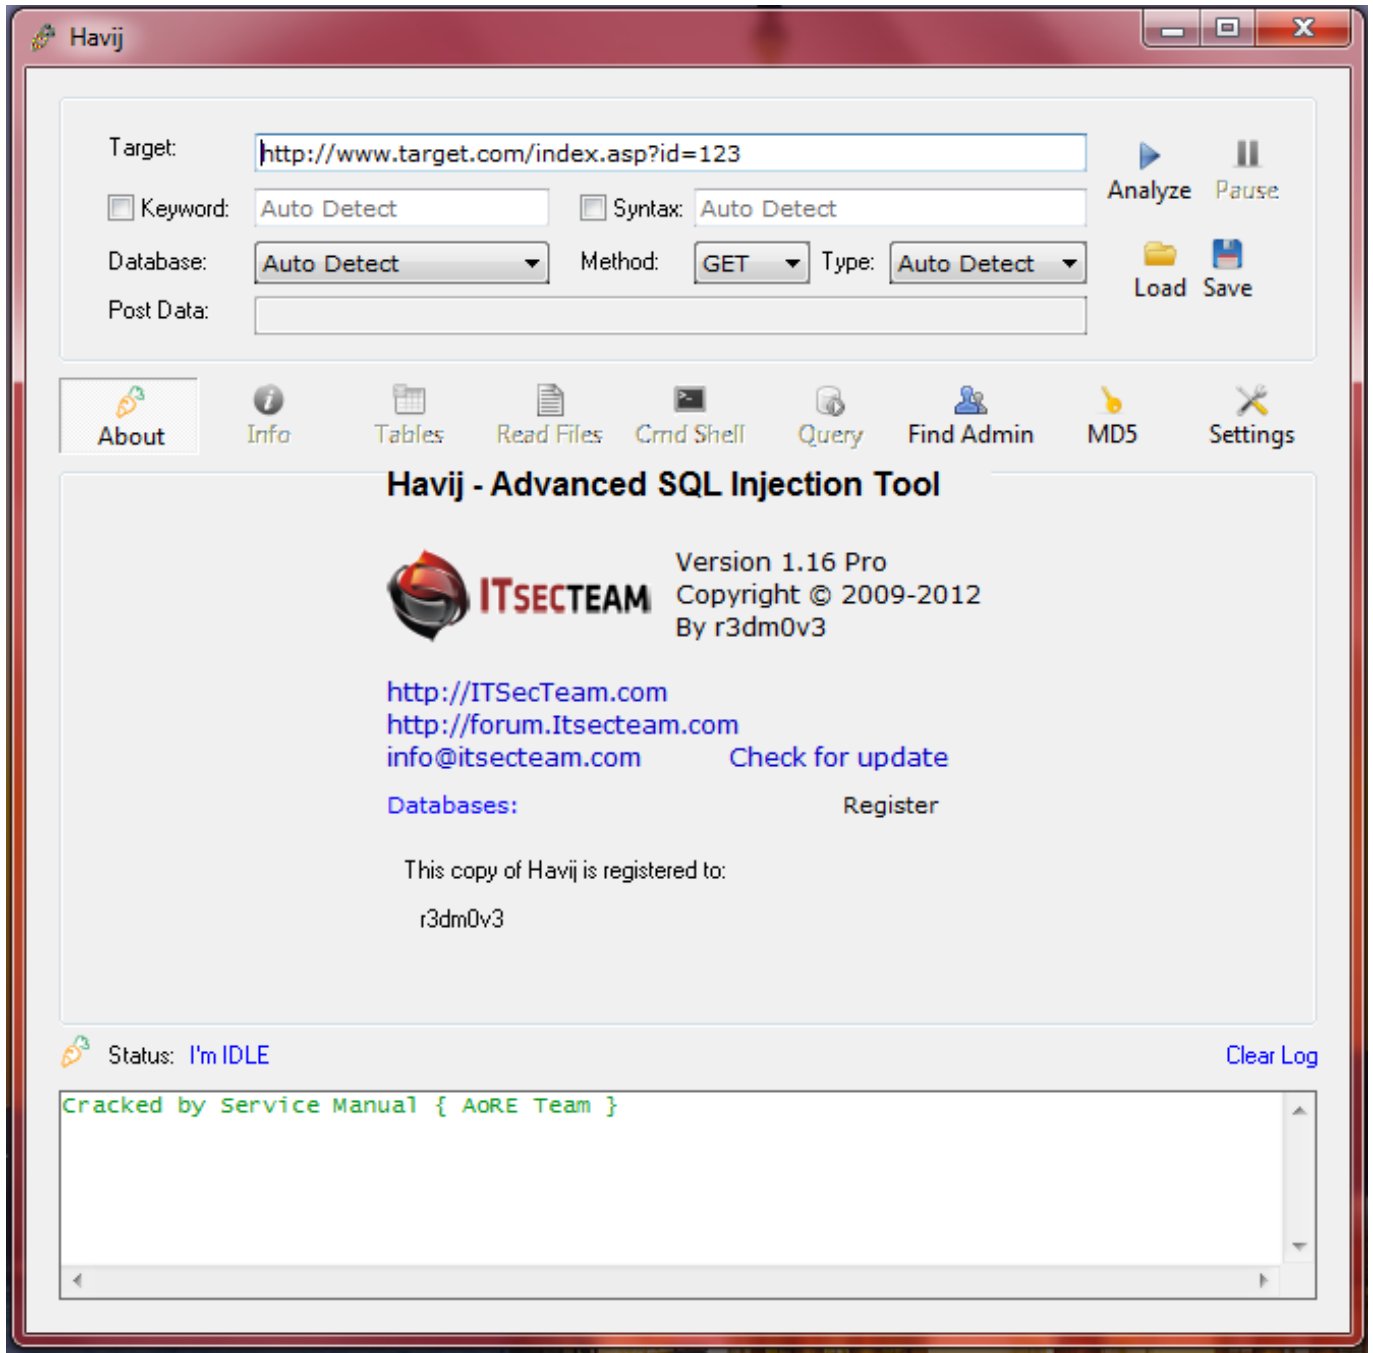 Havij
Target: http://www.target.com/index.asp?id=123
Analyze Pause
Keyword: Auto Detect Syntax: Auto Detect
Database: Auto Detect Method: GET Type: Auto Detect
Load Save
Post Data:
About Info Tables Read Files Cmd Shell Query Find Admin MD5 Settings
Havij - Advanced SQL Injection Tool
ITSECTEAM
Version 1.16 Pro
Copyright © 2009-2012
By r3dm0v3
http://ITSecTeam.com
http://forum.Itsecteam.com
info@itsecteam.com Check for update
Databases: Register
This copy of Havij is registered to:
r3dm0v3
Status: I'm IDLE Clear Log
Cracked by Service Manual { AoRE Team }